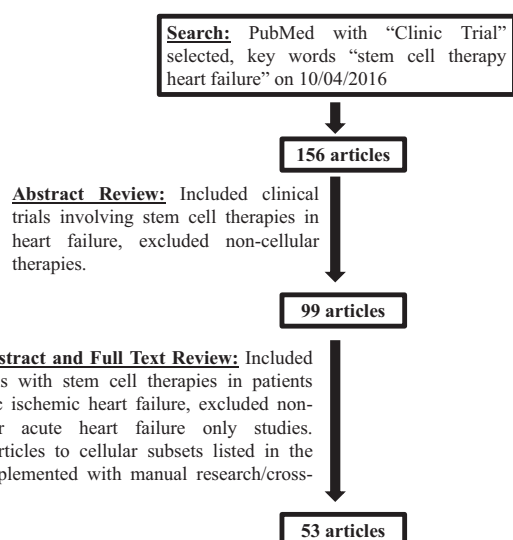 Search: PubMed with “Clinic Trial”
selected, key words “stem cell therapy
heart failure” on 10/04/2016
156 articles
Abstract Review: Included clinical
trials involving stem cell therapies in
heart failure, excluded non-cellular
therapies.
99 articles
and Full Text Review: Included
with stem cell therapies in patients
ischemic heart failure, excluded non-
acute heart failure only studies.
to cellular subsets listed in the
with manual research/cross-
53 articles